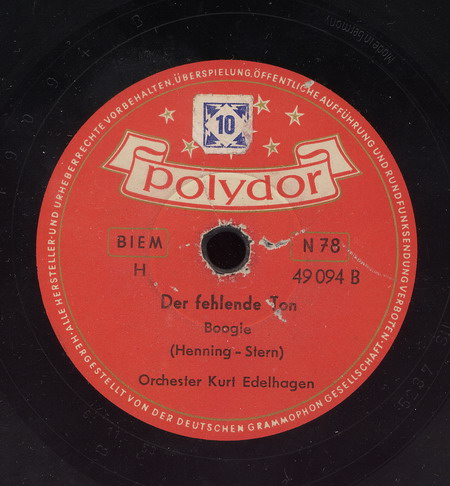 ALLE HERSTELLER- UND URHEBERRECHTE VORBEHALTEN, ÜBERSPIELUNG, ÖFFENTLICHE AUFFÜHRUNG UND RUNDFUNKSENDUNG VERBOTEN.
10
polydor
BIEM
N 78
H
49 094 B
Der fehlende Ton
Boogie
(Henning - Stern)
Orchester Kurt Edelhagen
HERGESTELLT VON DER DEUTSCHEN GRAMMOPHON GESELLSCHAFT
Made in Germany